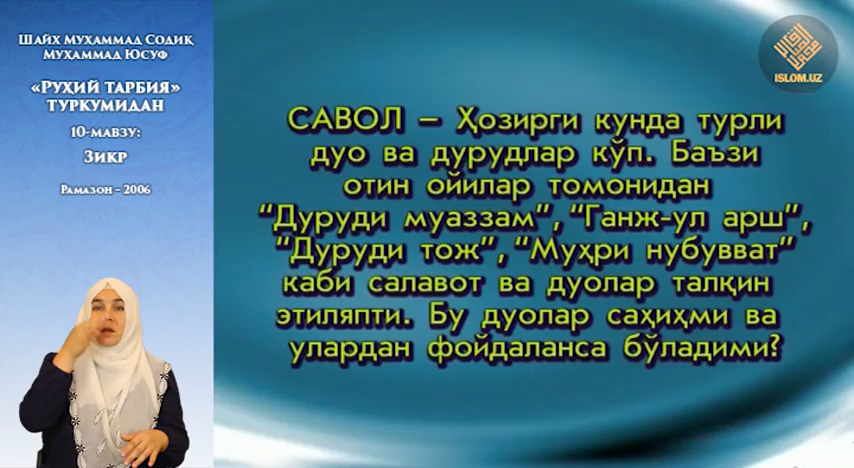 Шайх Муҳаммад Содиқ
Муҳаммад Юсуф
«Руҳий тарбия»
туркумидан
10-мавзу:
Зикр
Рамазон - 2006
ISLOM.UZ
САВОЛ – Ҳозирги кунда турли
дуо ва дурудлар кўп. Баъзи
отин ойилар томонидан
“Дуруди муаззам”, “Ганж-ул арш”,
“Дуруди тож”, “Муҳри нубувват”
каби салавот ва дуолар талқин
этиляпти. Бу дуолар саҳиҳми ва
улардан фойдаланса бўладими?